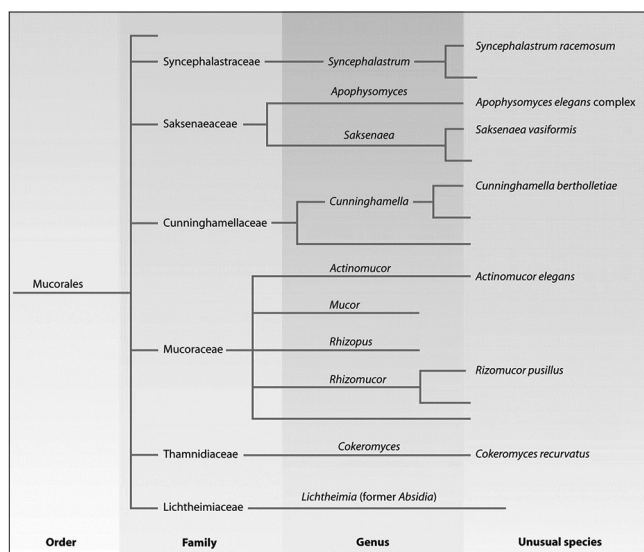 Syncephalastrum racemosum
Syncephalastraceae Syncephalastrum
Apophysomyces
Apophysomyces elegans complex
Saksenaeaceae
Saksenaea
Saksenaea vasiformis
Cunninghamella bertholletiae
Cunninghamella
Cunninghamellaceae
Actinomucor
Actinomucor elegans
Mucorales
Mucor
Mucoraceae
Rhizopus
Rhizomucor
Rizomucor pusillus
Cokeromyces
Thamnidiaceae
Cokeromyces recurvatus
Lichtheimia (former Absidia)
Lichtheimiaceae
Order Family Genus Unusual species